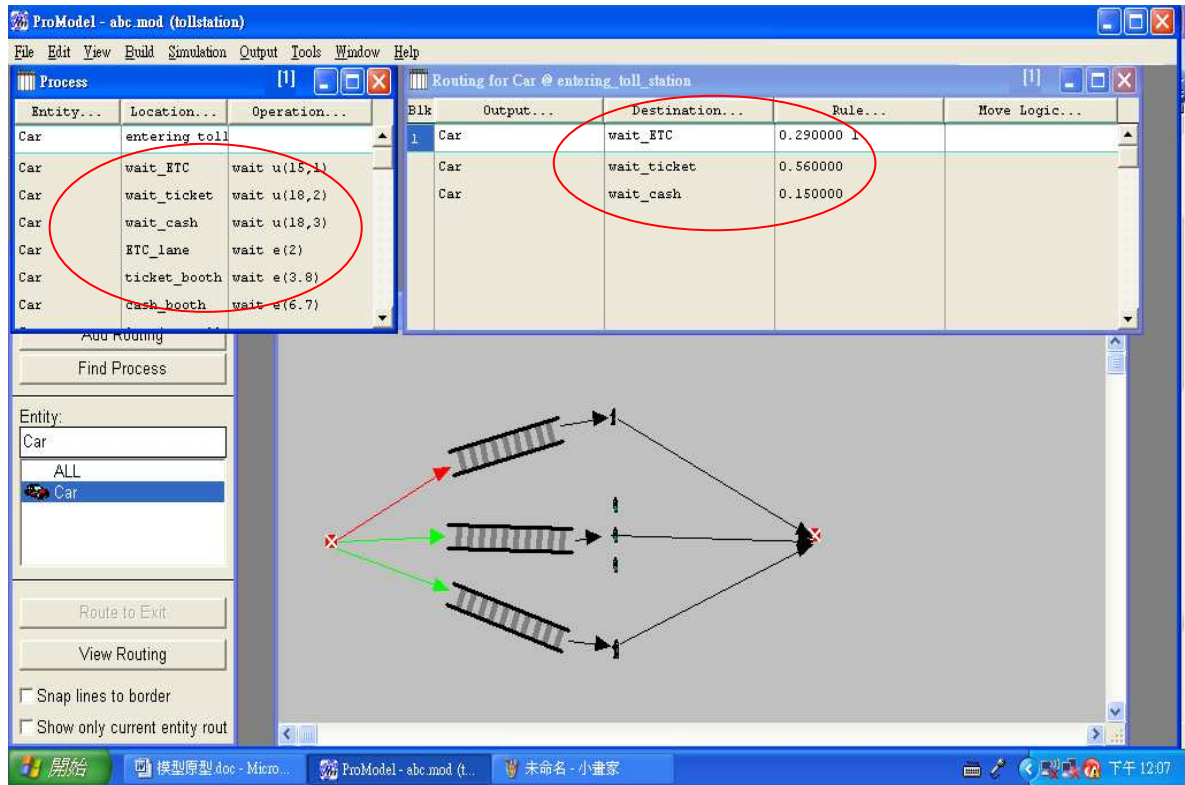 ProModel - abc.mod (tollstation)
File Edit View Build Simulation Output Tools Window Help
Process [1]
Entity... Location... Operation...
Car entering toll
Car wait_ETC wait u(15,1)
Car wait_ticket wait u(18,2)
Car wait_cash wait u(18,3)
Car ETC_lane wait e(2)
Car ticket_booth wait e(3.8)
Car cash_booth wait e(6.7)
Routing for Car @ entering_toll_station [1]
Blk Output... Destination... Rule... Move Logic...
1 Car wait_ETC 0.290000 1
Car wait_ticket 0.560000
Car wait_cash 0.150000
Add Routing
Find Process
Entity:
Car
ALL
Car
Route to Exit
View Routing
Snap lines to border
Show only current entity rout
開始 模型原型.doc - Micro... ProModel - abc.mod (t... 未命名 - 小畫家 下午 12:07